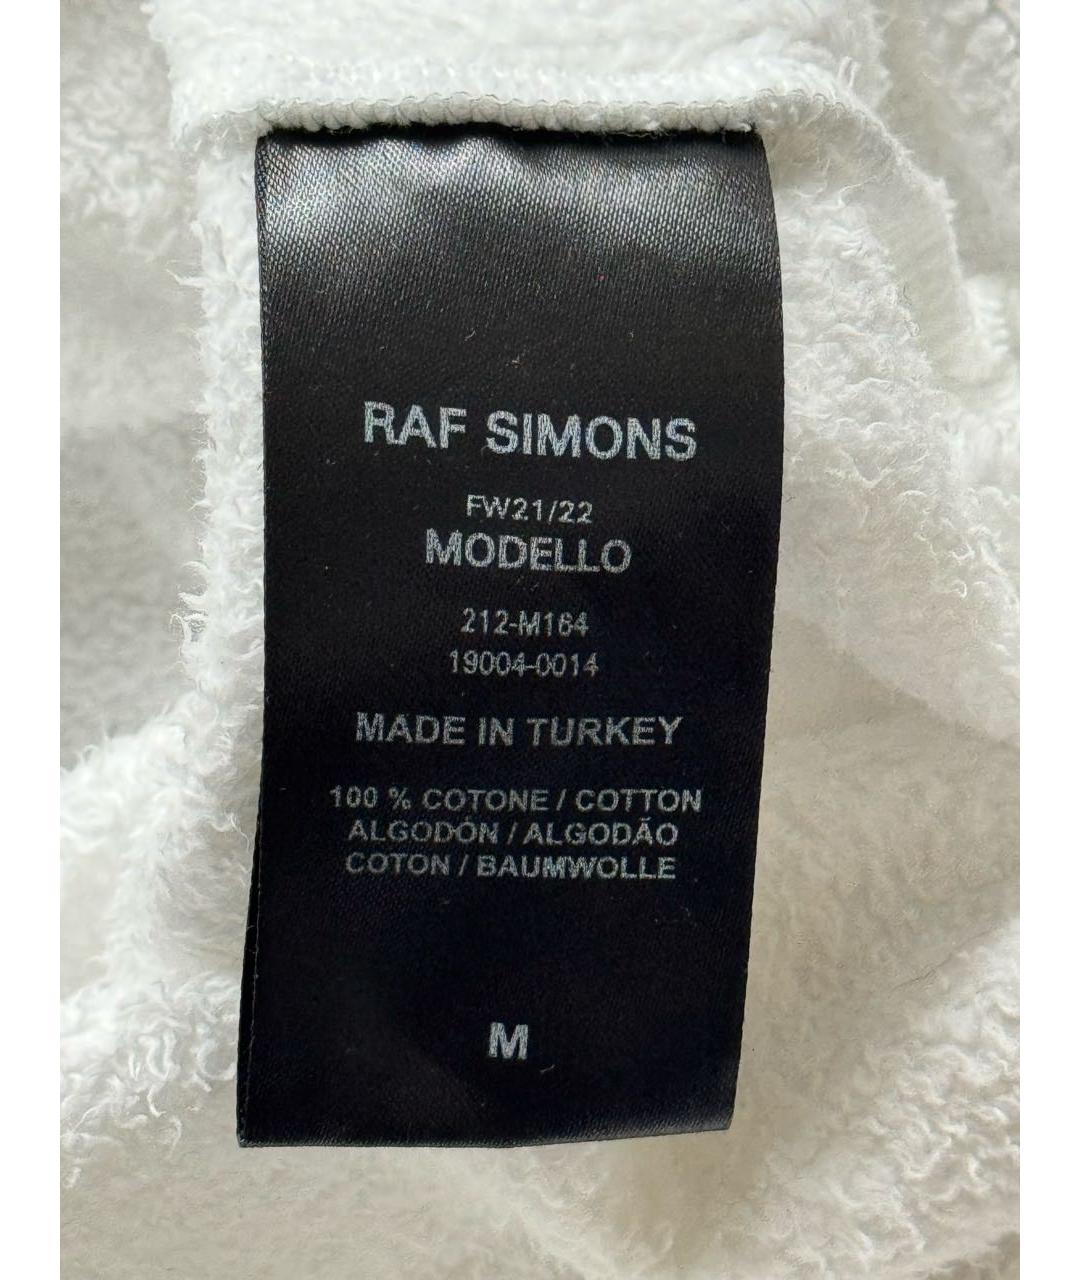 RAF SIMONS
FW21/22
MODELLO
212-M164
19004-0014
MADE IN TURKEY
100 % COTONE / COTTON
ALGODÓN / ALGODÃO
COTON / BAUMWOLLE
M